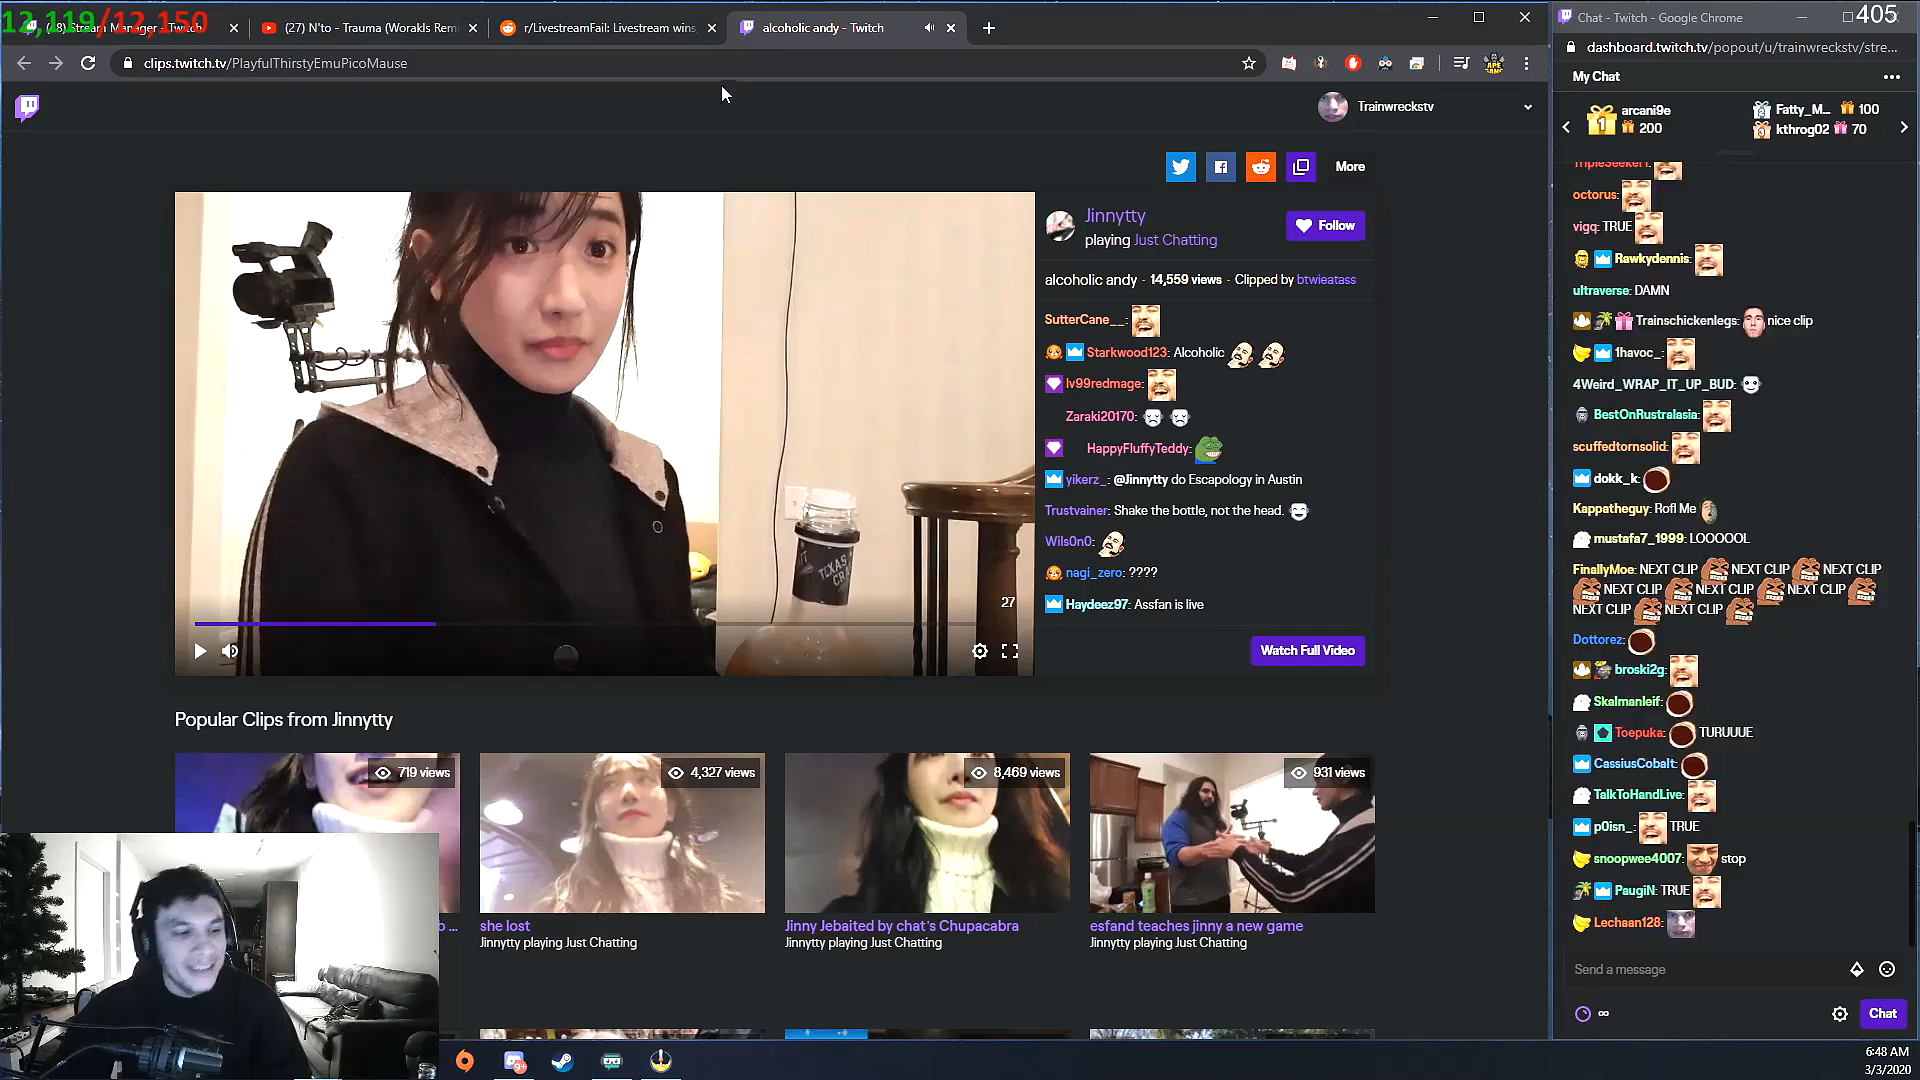 12,119/12,150
(27) N'to - Trauma (Worakls Remi
r/LivestreamFail: Livestream wins,
alcoholic andy - Twitch
clips.twitch.tv/PlayfulThirstyEmuPicoMause
Trainwreckstv
More
Jinnytty
playing Just Chatting
Follow
alcoholic andy · 14,559 views · Clipped by btwieatass
SutterCane__:
Starkwood123: Alcoholic
lv99redmage:
Zaraki20170:
HappyFluffyTeddy:
yikerz_: @Jinnytty do Escapology in Austin
Trustvainer: Shake the bottle, not the head.
Wils0n0:
nagi_zero: ????
Haydeez97: Assfan is live
Watch Full Video
TEXAS
CRA
27
Popular Clips from Jinnytty
719 views
4,327 views
8,469 views
931 views
she lost
Jinnytty playing Just Chatting
Jinny Jebaited by chat's Chupacabra
Jinnytty playing Just Chatting
esfand teaches jinny a new game
Jinnytty playing Just Chatting
Chat - Twitch - Google Chrome
405
dashboard.twitch.tv/popout/u/trainwreckstv/stre...
My Chat
1
arcani9e
200
Fatty_M... 100
kthrog02 70
TripleSeeker1:
octorus:
vigq: TRUE
Rawkydennis:
ultraverse: DAMN
Trainschickenlegs: nice clip
1havoc_:
4Weird_WRAP_IT_UP_BUD:
BestOnRustralasia:
scuffedtornsolid:
dokk_k:
Kappatheguy: Rofl Me
mustafa7_1999: LOOOOOL
FinallyMoe: NEXT CLIP NEXT CLIP NEXT CLIP
NEXT CLIP NEXT CLIP NEXT CLIP
NEXT CLIP NEXT CLIP
Dottorez:
broski2g:
Skalmanleif:
Toepuka: TURUUUE
CassiusCobalt:
TalkToHandLive:
p0isn_: TRUE
snoopwee4007: stop
PaugiN: TRUE
Lechaan128:
Send a message
∞
Chat
6:48 AM
3/3/2020